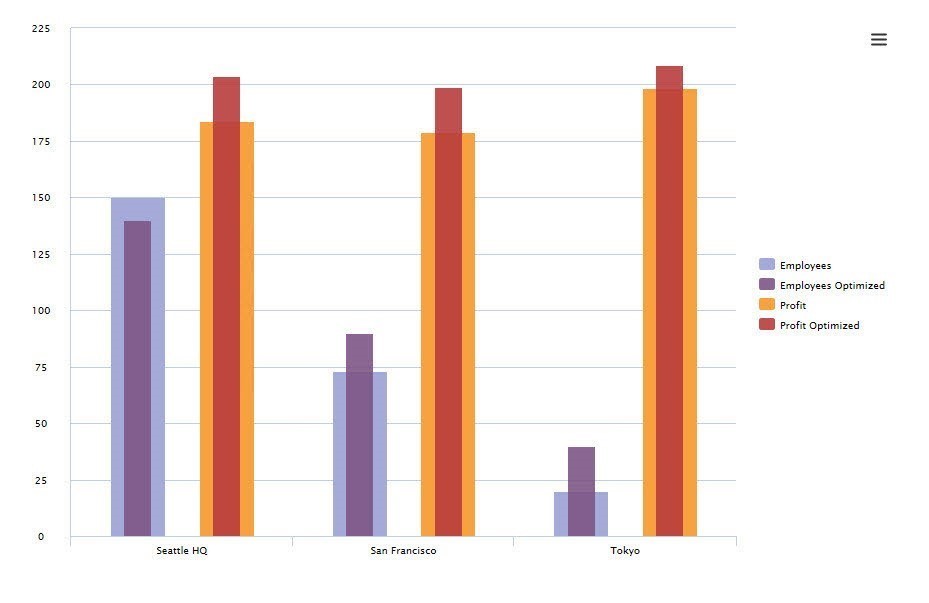 225
200
175
150
125
100
75
50
25
0
Seattle HQ
San Francisco
Tokyo
Employees
Employees Optimized
Profit
Profit Optimized